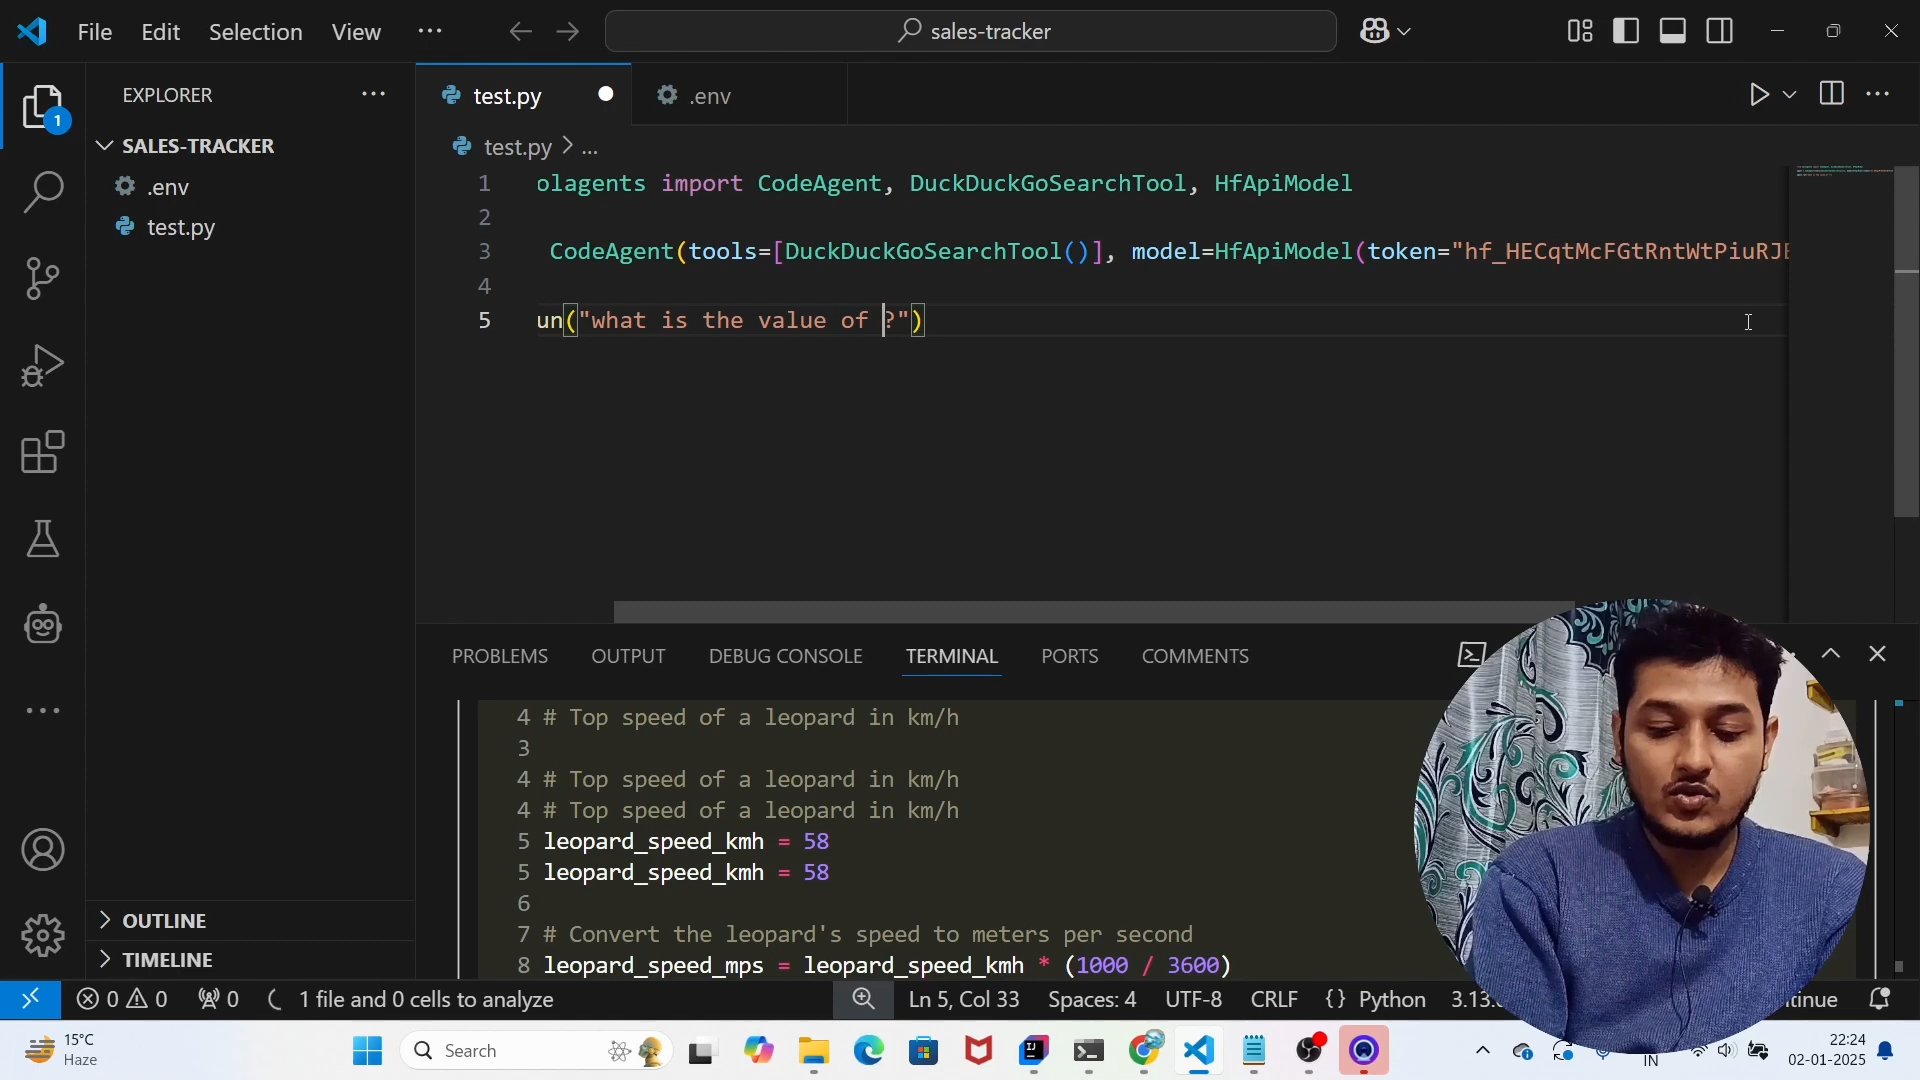 File Edit Selection View ... sales-tracker
EXPLORER ...
test.py .env
SALES-TRACKER
.env
test.py
test.py > ...
1 olagents import CodeAgent, DuckDuckGoSearchTool, HfApiModel
2
3 CodeAgent(tools=[DuckDuckGoSearchTool()], model=HfApiModel(token="hf_HECqtMcFGtRntWtPiuRJE
4
5 un("what is the value of ?")
1
PROBLEMS OUTPUT DEBUG CONSOLE TERMINAL PORTS COMMENTS
4 # Top speed of a leopard in km/h
3
4 # Top speed of a leopard in km/h
4 # Top speed of a leopard in km/h
5 leopard_speed_kmh = 58
5 leopard_speed_kmh = 58
6
7 # Convert the leopard's speed to meters per second
8 leopard_speed_mps = leopard_speed_kmh * (1000 / 3600)
OUTLINE
TIMELINE
0 0 0 1 file and 0 cells to analyze Ln 5, Col 33 Spaces: 4 UTF-8 CRLF {} Python 3.13.
15°C
Haze
Search
IN
22:24
02-01-2025